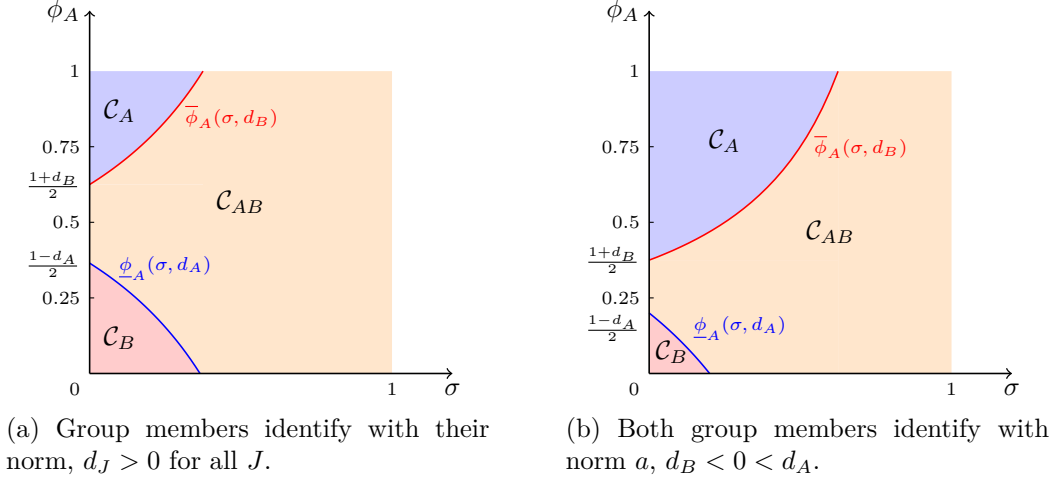 ϕ_A
1
C_A
ϕ̅_A(σ, d_B)
0.75
(1+d_B)/2
C_AB
0.5
(1−d_A)/2
ϕ̲_A(σ, d_A)
0.25
C_B
0
1
σ
(a) Group members identify with their
norm, d_J > 0 for all J.
ϕ_A
1
C_A
0.75
ϕ̅_A(σ, d_B)
0.5
C_AB
(1+d_B)/2
0.25
(1−d_A)/2
ϕ̲_A(σ, d_A)
C_B
0
1
σ
(b) Both group members identify with
norm a, d_B < 0 < d_A.